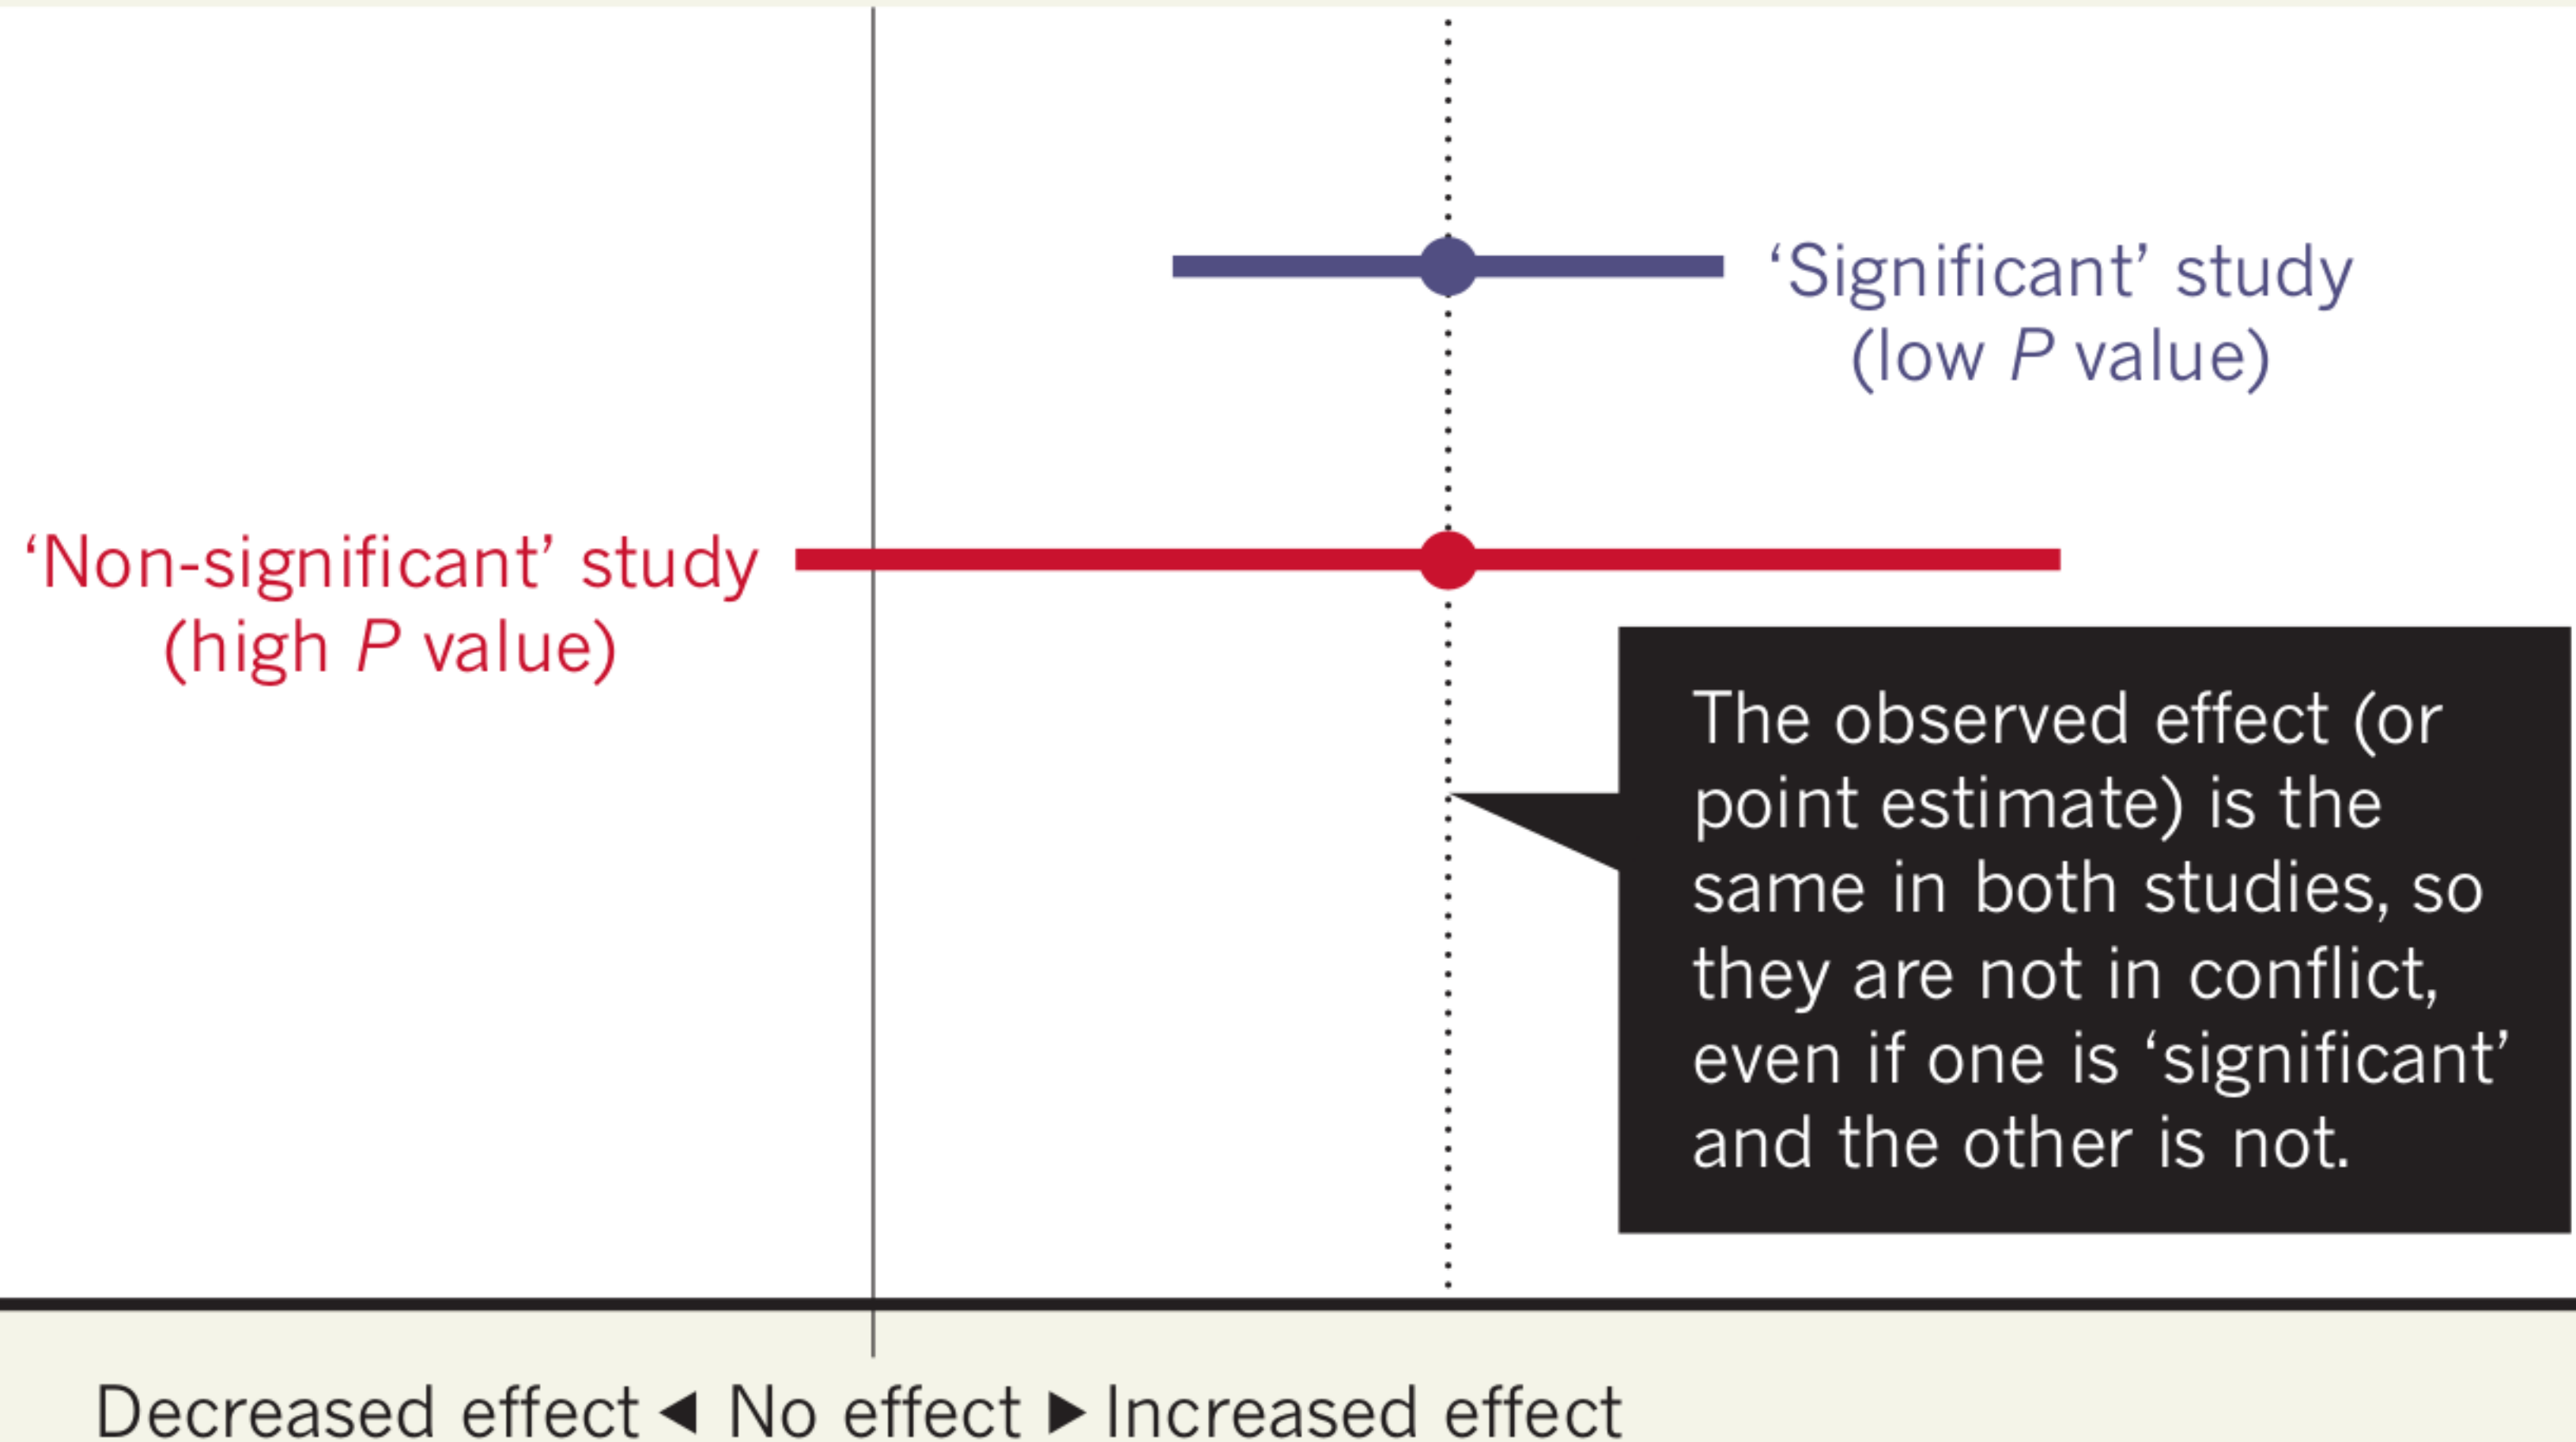 ‘Significant’ study
(low P value)
‘Non-significant’ study
(high P value)
The observed effect (or
point estimate) is the
same in both studies, so
they are not in conflict,
even if one is ‘significant’
and the other is not.
Decreased effect ◀ No effect ▶ Increased effect